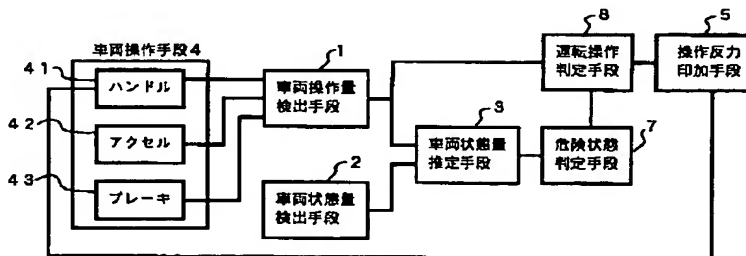 車両操作手段4
41
ハンドル
42
アクセル
43
ブレーキ
1
車両操作量
検出手段
2
車両状態量
検出手段
3
車両状態量
推定手段
8
運転操作
判定手段
7
危険状態
判定手段
5
操作反力
印加手段